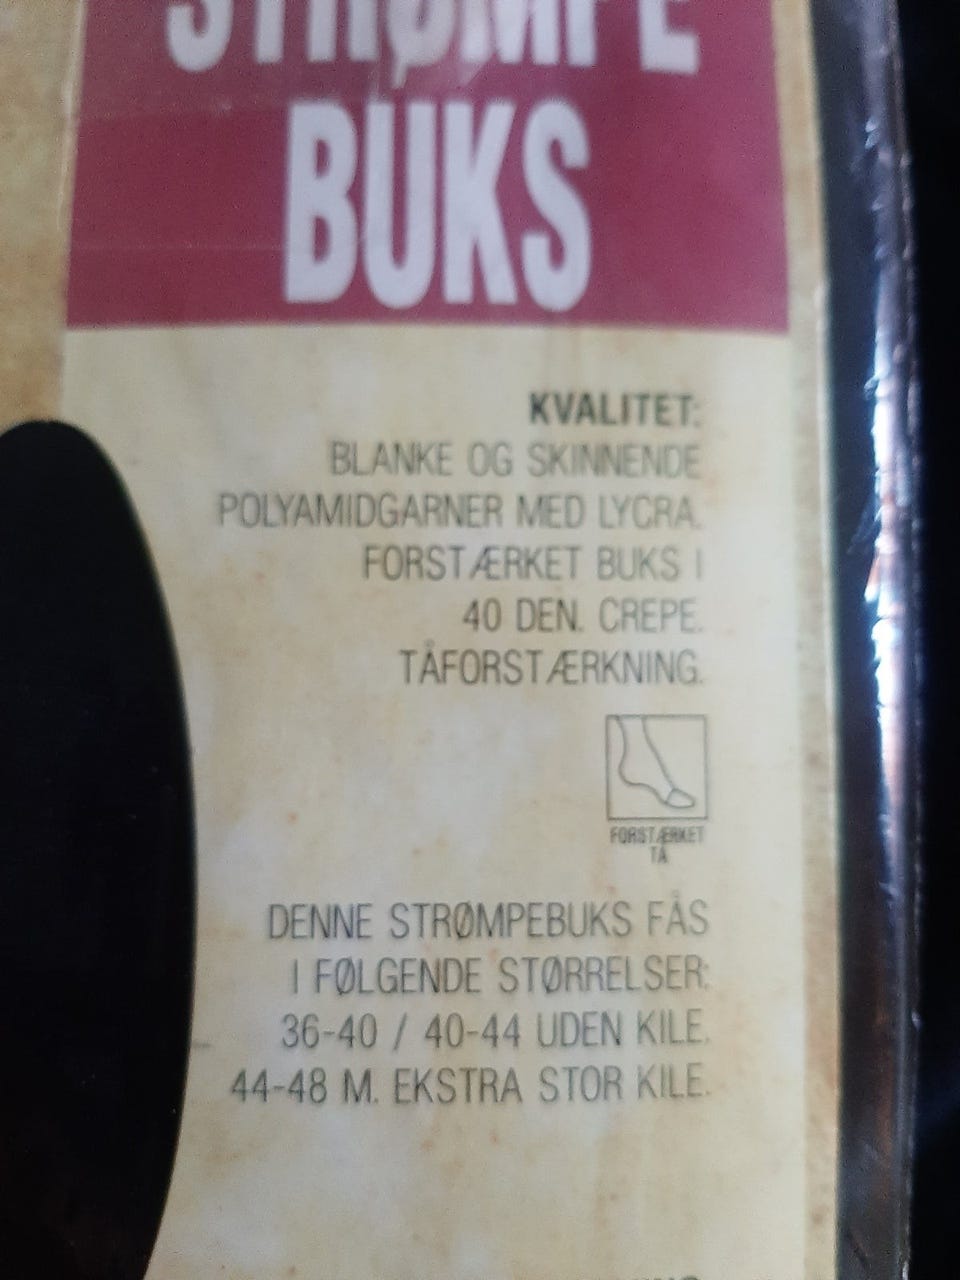 STRØMPE
BUKS
KVALITET:
BLANKE OG SKINNENDE
POLYAMIDGARNER MED LYCRA.
FORSTÆRKET BUKS I
40 DEN. CREPE.
TÅFORSTÆRKNING.
FORSTÆRKET
TÅ
DENNE STRØMPEBUKS FÅS
I FØLGENDE STØRRELSER:
36-40 / 40-44 UDEN KILE.
44-48 M. EKSTRA STOR KILE.